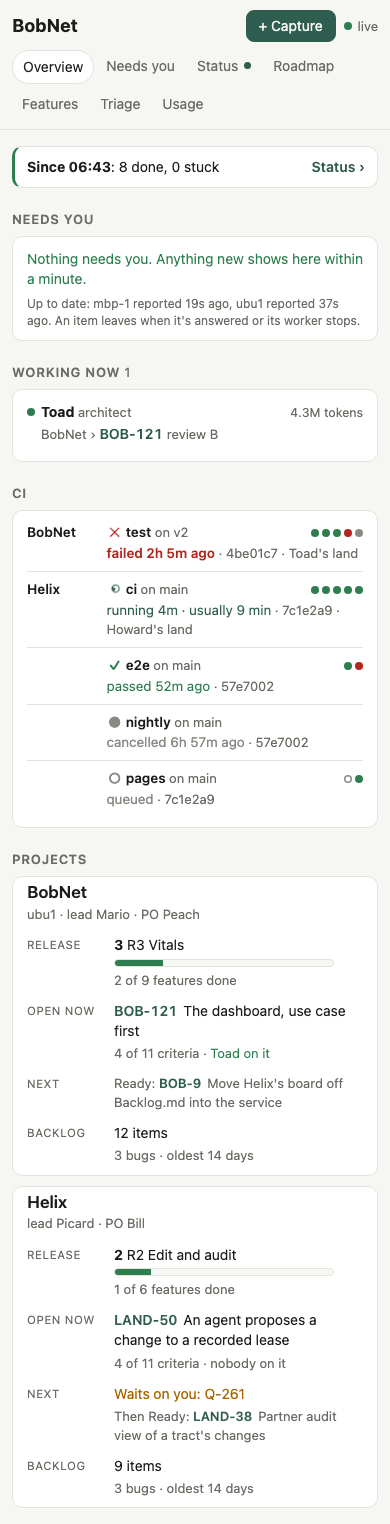 BobNet
+ Capture
live
Overview
Needs you
Status
Roadmap
Features
Triage
Usage
Since 06:43: 8 done, 0 stuck
Status ›
NEEDS YOU
Nothing needs you. Anything new shows here within
a minute.
Up to date: mbp-1 reported 19s ago, ubu1 reported 37s
ago. An item leaves when it's answered or its worker stops.
WORKING NOW 1
Toad architect
4.3M tokens
BobNet › BOB-121 review B
CI
BobNet
test on v2
failed 2h 5m ago · 4be01c7 · Toad's land
Helix
ci on main
running 4m · usually 9 min · 7c1e2a9 ·
Howard's land
e2e on main
passed 52m ago · 57e7002
nightly on main
cancelled 6h 57m ago · 57e7002
pages on main
queued · 7c1e2a9
PROJECTS
BobNet
ubu1 · lead Mario · PO Peach
RELEASE
3 R3 Vitals
2 of 9 features done
OPEN NOW
BOB-121 The dashboard, use case
first
4 of 11 criteria · Toad on it
NEXT
Ready: BOB-9 Move Helix's board off
Backlog.md into the service
BACKLOG
12 items
3 bugs · oldest 14 days
Helix
lead Picard · PO Bill
RELEASE
2 R2 Edit and audit
1 of 6 features done
OPEN NOW
LAND-50 An agent proposes a
change to a recorded lease
4 of 11 criteria · nobody on it
NEXT
Waits on you: Q-261
Then Ready: LAND-38 Partner audit
view of a tract's changes
BACKLOG
9 items
3 bugs · oldest 14 days